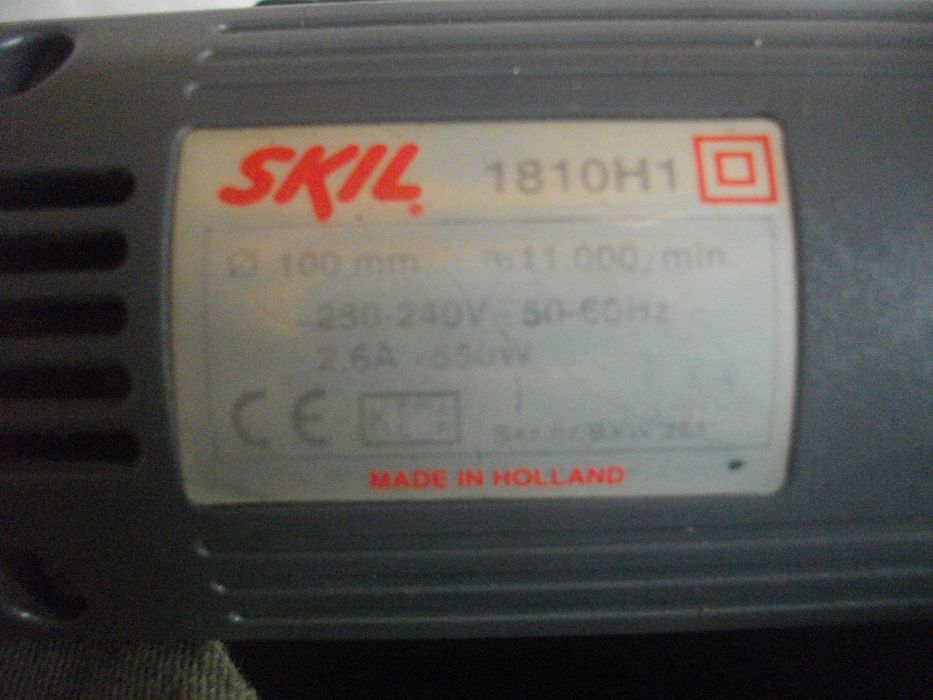 SKIL 1810H1
Ø 100 mm 11 000/min.
230-240V 50-60Hz
2.6A 550W
CE
MADE IN HOLLAND